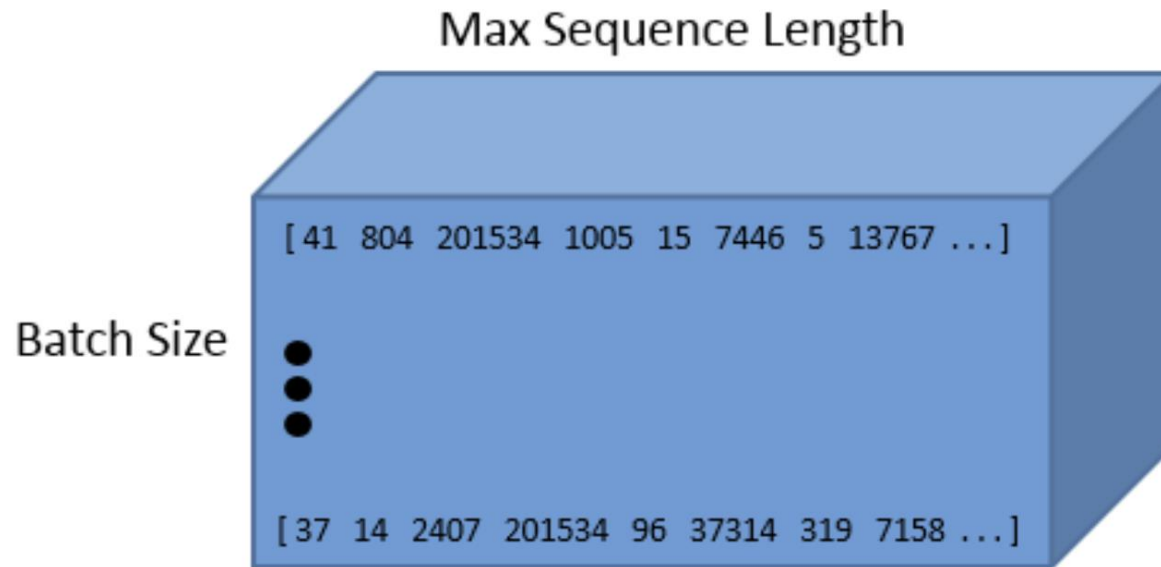 Max Sequence Length
[ 41 804 201534 1005 15 7446 5 13767 ... ]
Batch Size
[ 37 14 2407 201534 96 37314 319 7158 ... ]